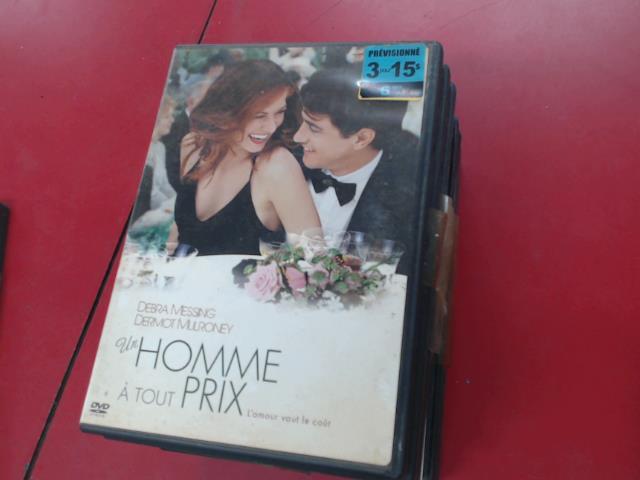 PRÉVISIONNÉ
3 pour 15$
DEBRA MESSING
DERMOT MULRONEY
Un HOMME
À TOUT PRIX
L'amour vaut le coût
DVD